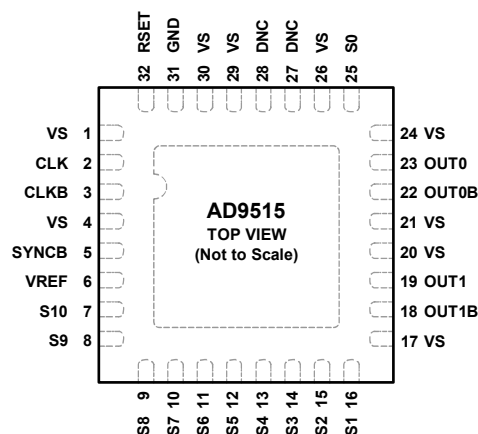 32 RSET
31 GND
30 VS
29 VS
28 DNC
27 DNC
26 VS
25 S0
VS 1
CLK 2
CLKB 3
VS 4
SYNCB 5
VREF 6
S10 7
S9 8
AD9515
TOP VIEW
(Not to Scale)
24 VS
23 OUT0
22 OUT0B
21 VS
20 VS
19 OUT1
18 OUT1B
17 VS
S8 9
S7 10
S6 11
S5 12
S4 13
S3 14
S2 15
S1 16